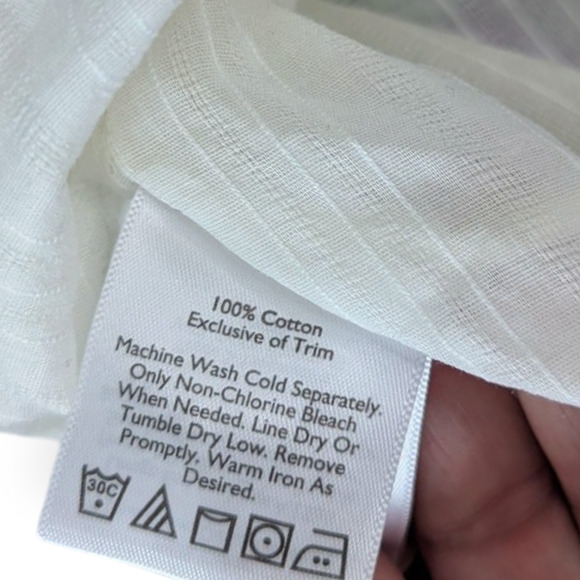 100% Cotton
Exclusive of Trim
Machine Wash Cold Separately.
Only Non-Chlorine Bleach
When Needed. Line Dry Or
Tumble Dry Low. Remove
Promptly. Warm Iron As
Desired.
30C